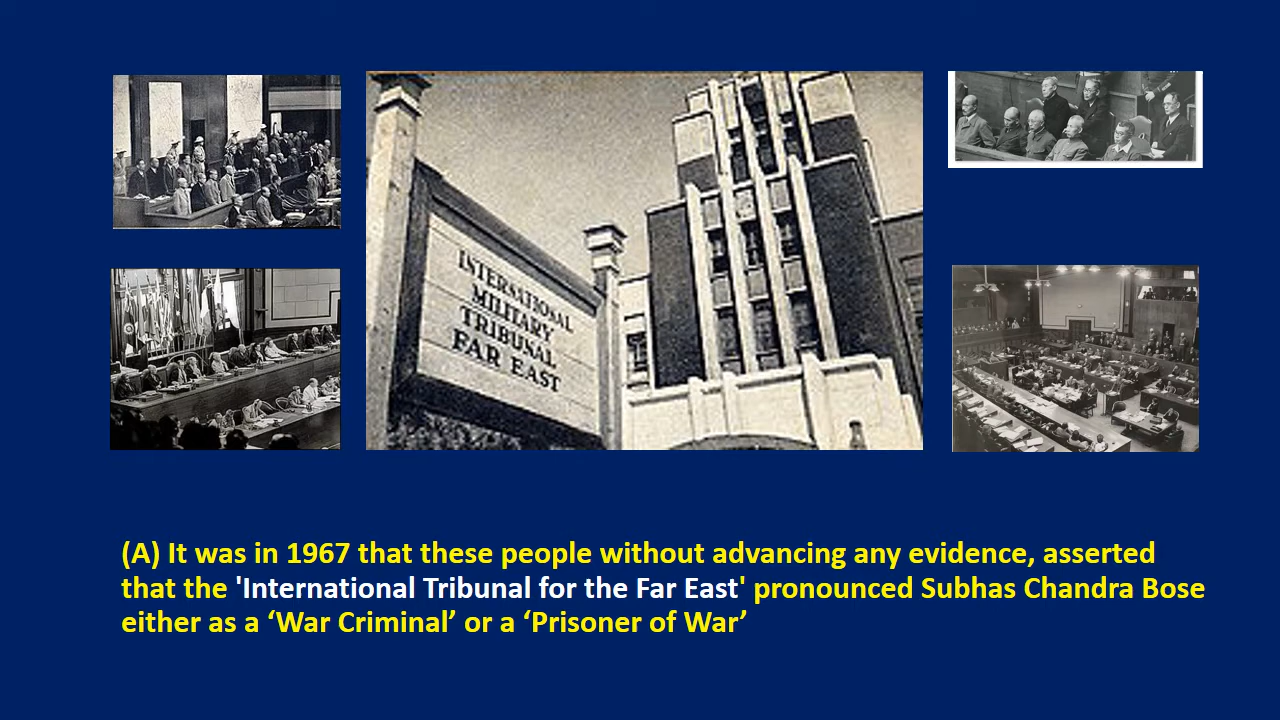 INTERNATIONAL
MILITARY
TRIBUNAL
FAR EAST
(A) It was in 1967 that these people without advancing any evidence, asserted
that the 'International Tribunal for the Far East' pronounced Subhas Chandra Bose
either as a ‘War Criminal’ or a ‘Prisoner of War’